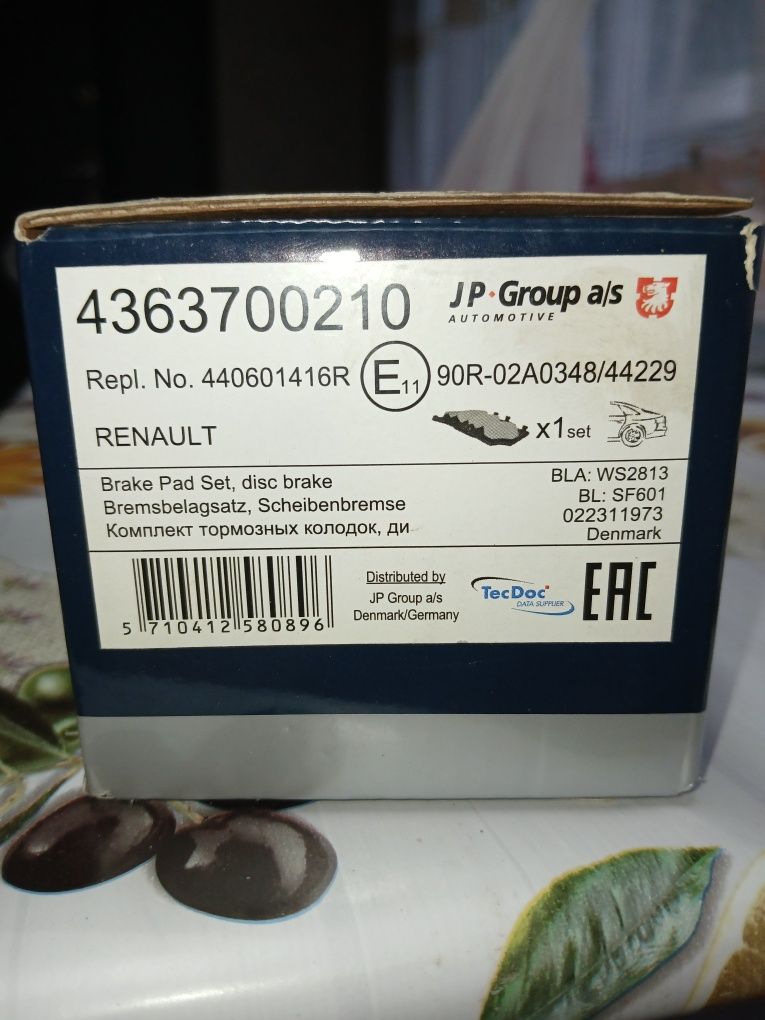 4363700210
JP Group a/s
AUTOMOTIVE
Repl. No. 440601416R E11 90R-02A0348/44229
RENAULT
x1 set
Brake Pad Set, disc brake
Bremsbelagsatz, Scheibenbremse
Комплект тормозных колодок, ди
BLA: WS2813
BL: SF601
022311973
Denmark
5 710412 580896
Distributed by
JP Group a/s
Denmark/Germany
TecDoc
DATA SUPPLIER
EAC